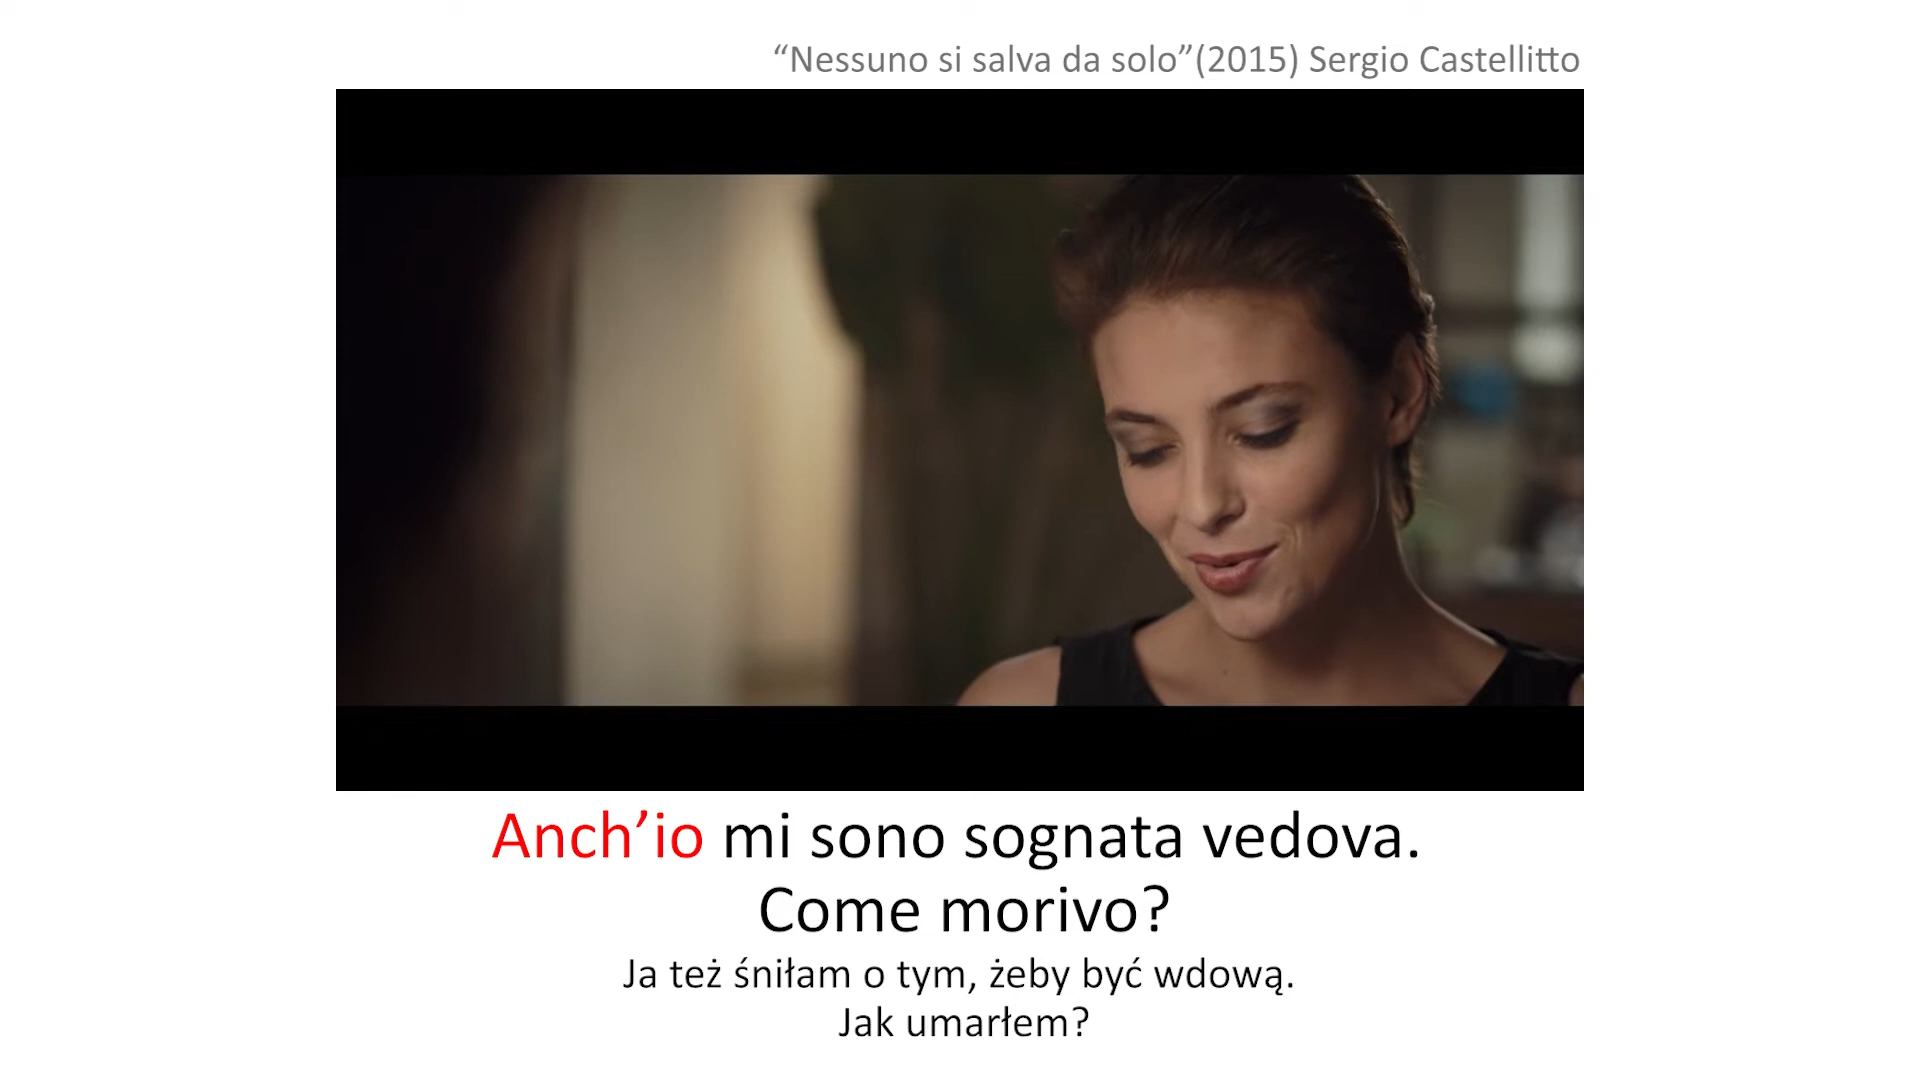 “Nessuno si salva da solo”(2015) Sergio Castellitto
Anch’io mi sono sognata vedova.
Come morivo?
Ja też śniłam o tym, żeby być wdową.
Jak umarłem?